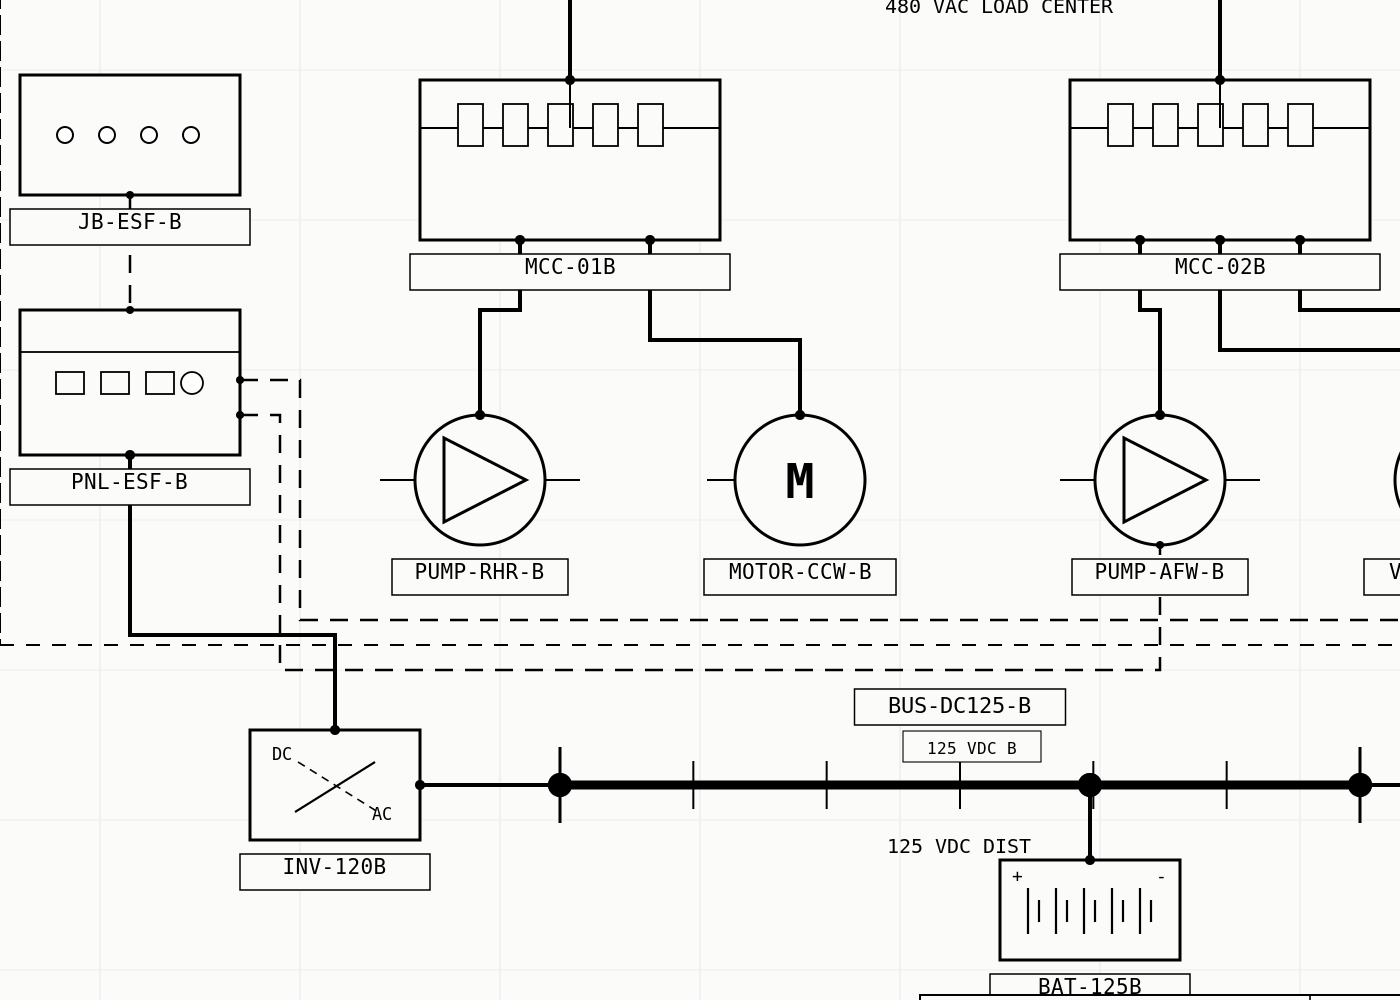 480 VAC LOAD CENTER
JB-ESF-B
MCC-01B
MCC-02B
PNL-ESF-B
M
PUMP-RHR-B
MOTOR-CCW-B
PUMP-AFW-B
V
BUS-DC125-B
125 VDC B
DC
AC
INV-120B
125 VDC DIST
+ -
BAT-125B